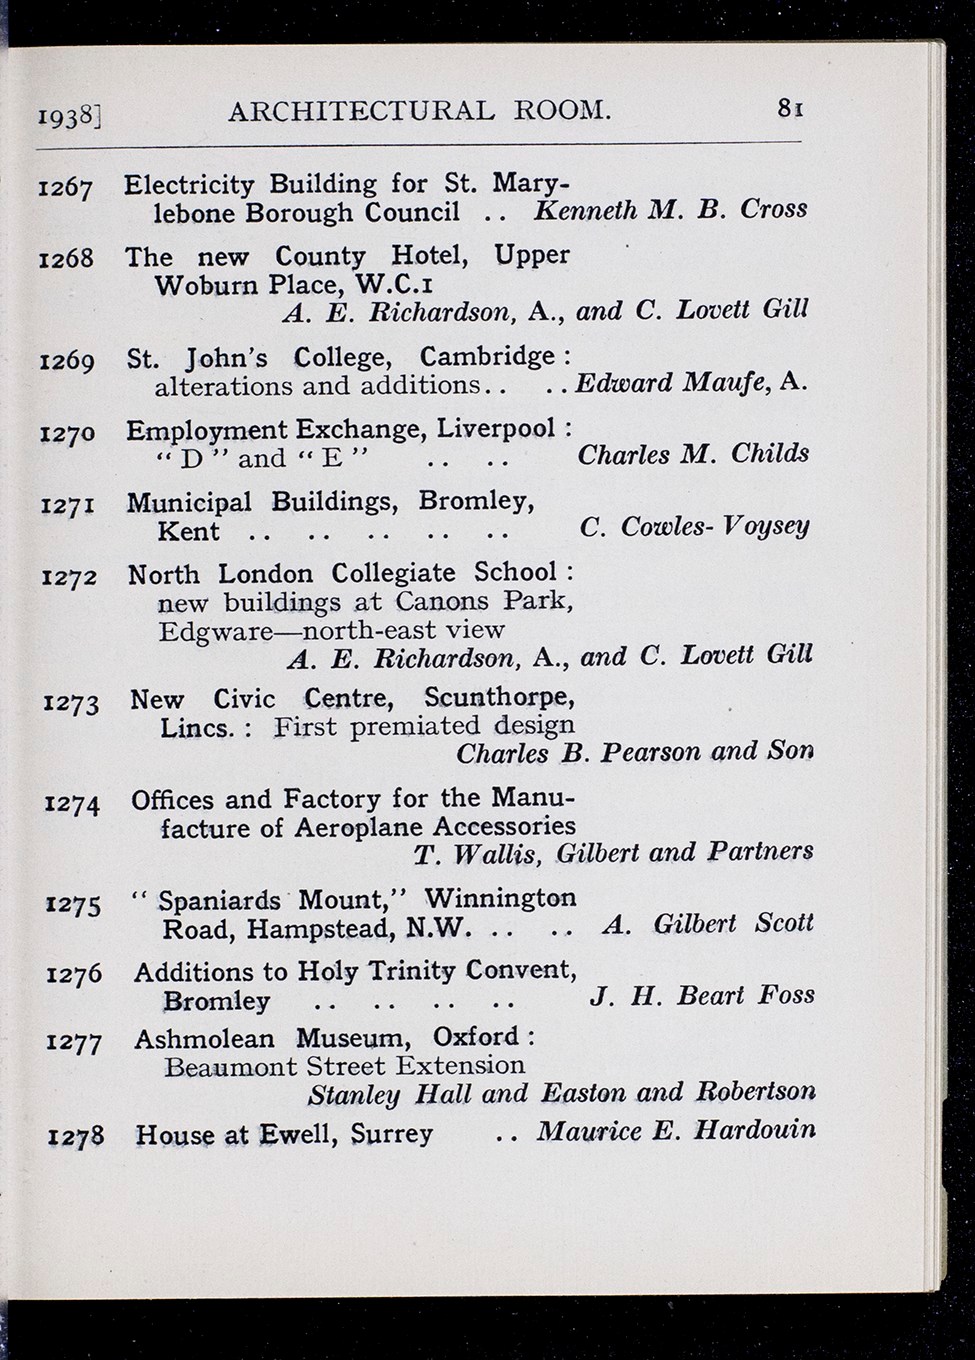 1938] ARCHITECTURAL ROOM. 81
1267 Electricity Building for St. Mary-
lebone Borough Council .. Kenneth M. B. Cross
1268 The new County Hotel, Upper
Woburn Place, W.C.1
A. E. Richardson, A., and C. Lovett Gill
1269 St. John's College, Cambridge :
alterations and additions.. .. Edward Maufe, A.
1270 Employment Exchange, Liverpool :
“ D ” and “ E ” .. .. Charles M. Childs
1271 Municipal Buildings, Bromley,
Kent .. .. .. .. .. C. Cowles-Voysey
1272 North London Collegiate School :
new buildings at Canons Park,
Edgware—north-east view
A. E. Richardson, A., and C. Lovett Gill
1273 New Civic Centre, Scunthorpe,
Lincs. : First premiated design
Charles B. Pearson and Son
1274 Offices and Factory for the Manu-
facture of Aeroplane Accessories
T. Wallis, Gilbert and Partners
1275 “ Spaniards Mount,” Winnington
Road, Hampstead, N.W. .. .. A. Gilbert Scott
1276 Additions to Holy Trinity Convent,
Bromley .. .. .. .. J. H. Beart Foss
1277 Ashmolean Museum, Oxford :
Beaumont Street Extension
Stanley Hall and Easton and Robertson
1278 House at Ewell, Surrey .. Maurice E. Hardouin